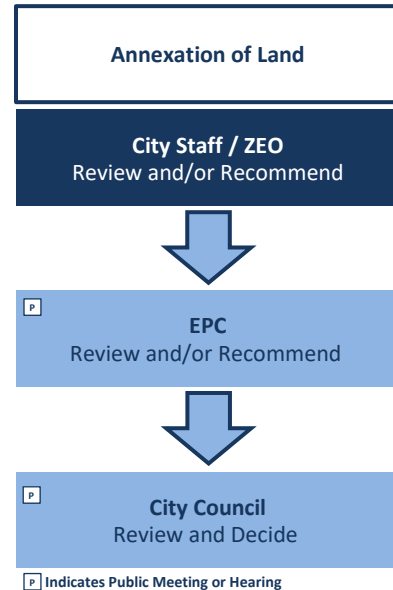 Annexation of Land
City Staff / ZEO
Review and/or Recommend
P
EPC
Review and/or Recommend
P
City Council
Review and Decide
P Indicates Public Meeting or Hearing